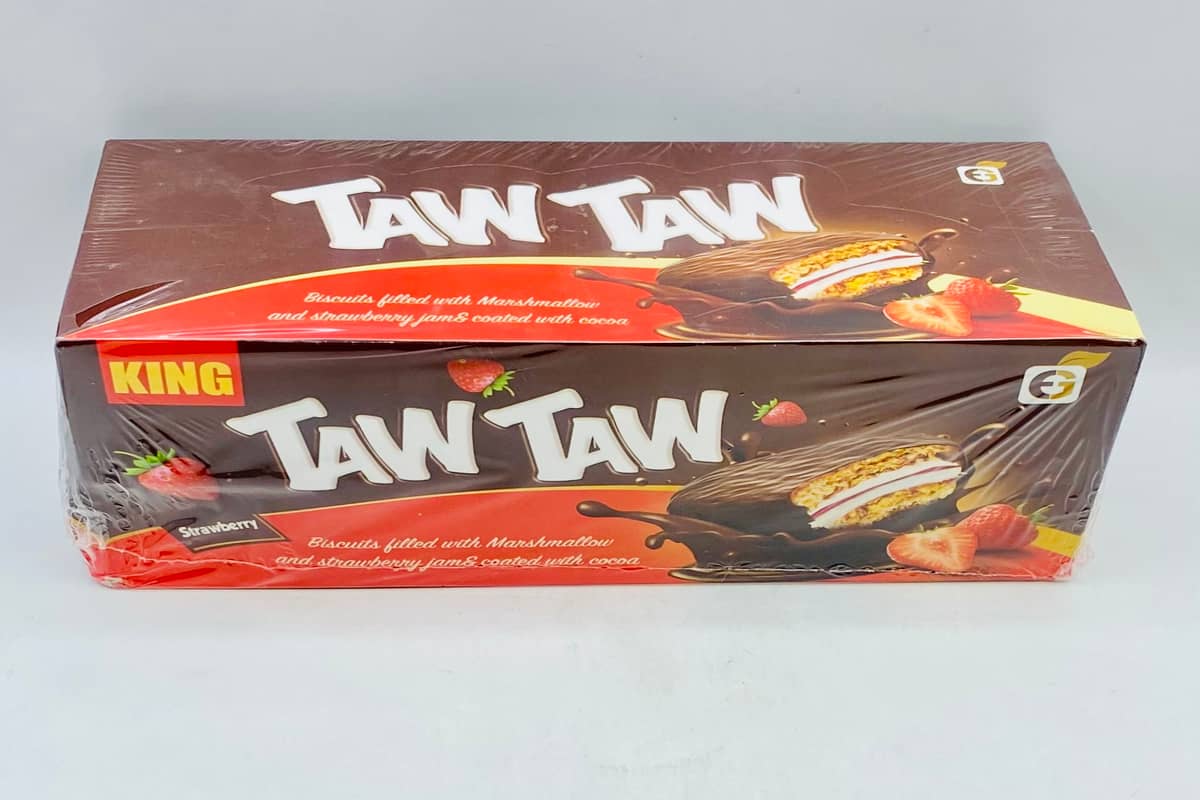 TAW TAW
Biscuits filled with Marshmallow
and strawberry jam& coated with cocoa
KING
TAW TAW
Strawberry
Biscuits filled with Marshmallow
and strawberry jam& coated with cocoa